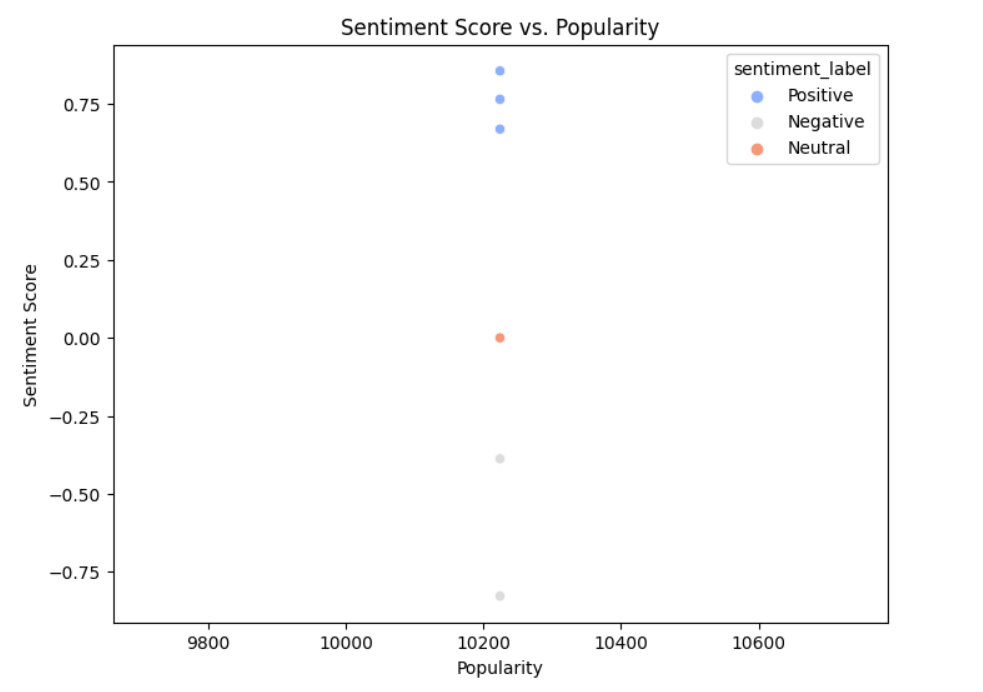 Sentiment Score vs. Popularity
sentiment_label
Positive
Negative
Neutral
0.75
0.50
0.25
0.00
−0.25
−0.50
−0.75
Sentiment Score
9800 10000 10200 10400 10600
Popularity